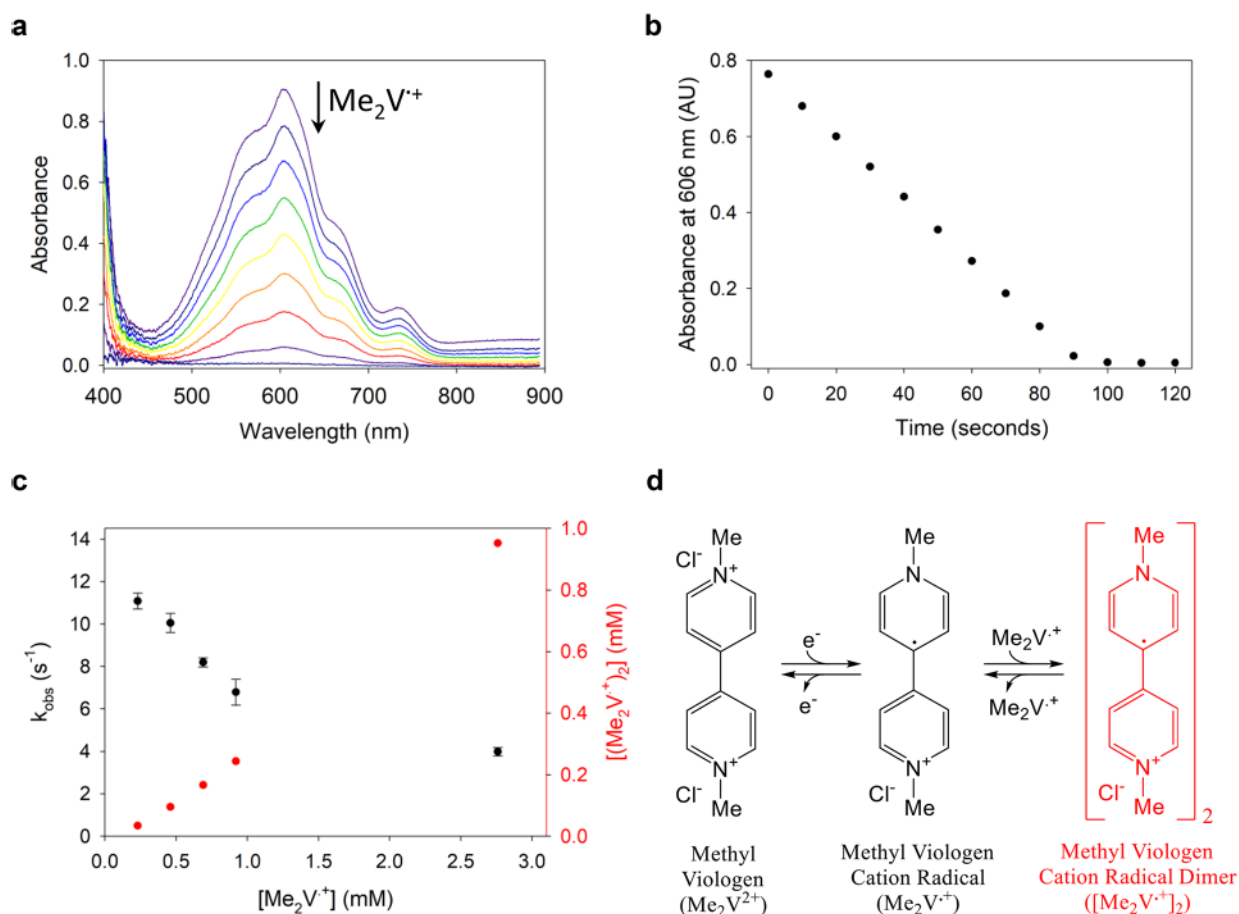 a
1.0
0.8
0.6
0.4
0.2
0.0
Absorbance
Me₂V·⁺
400 500 600 700 800 900
Wavelength (nm)
b
0.8
0.6
0.4
0.2
0.0
Absorbance at 606 nm (AU)
0 20 40 60 80 100 120
Time (seconds)
c
14
12
10
8
6
4
2
0
k_obs (s⁻¹)
1.0
0.8
0.6
0.4
0.2
0.0
[(Me₂V·⁺)₂] (mM)
0.0 0.5 1.0 1.5 2.0 2.5 3.0
[Me₂V·⁺] (mM)
d
Me
Cl⁻
N⁺
N⁺
Cl⁻
Me
e⁻
e⁻
Me
N
N⁺
Cl⁻
Me
Me₂V·⁺
Me₂V·⁺
Me
N
N⁺
Cl⁻
Me
2
Methyl
Viologen
(Me₂V²⁺)
Methyl Viologen
Cation Radical
(Me₂V·⁺)
Methyl Viologen
Cation Radical Dimer
([Me₂V·⁺]₂)